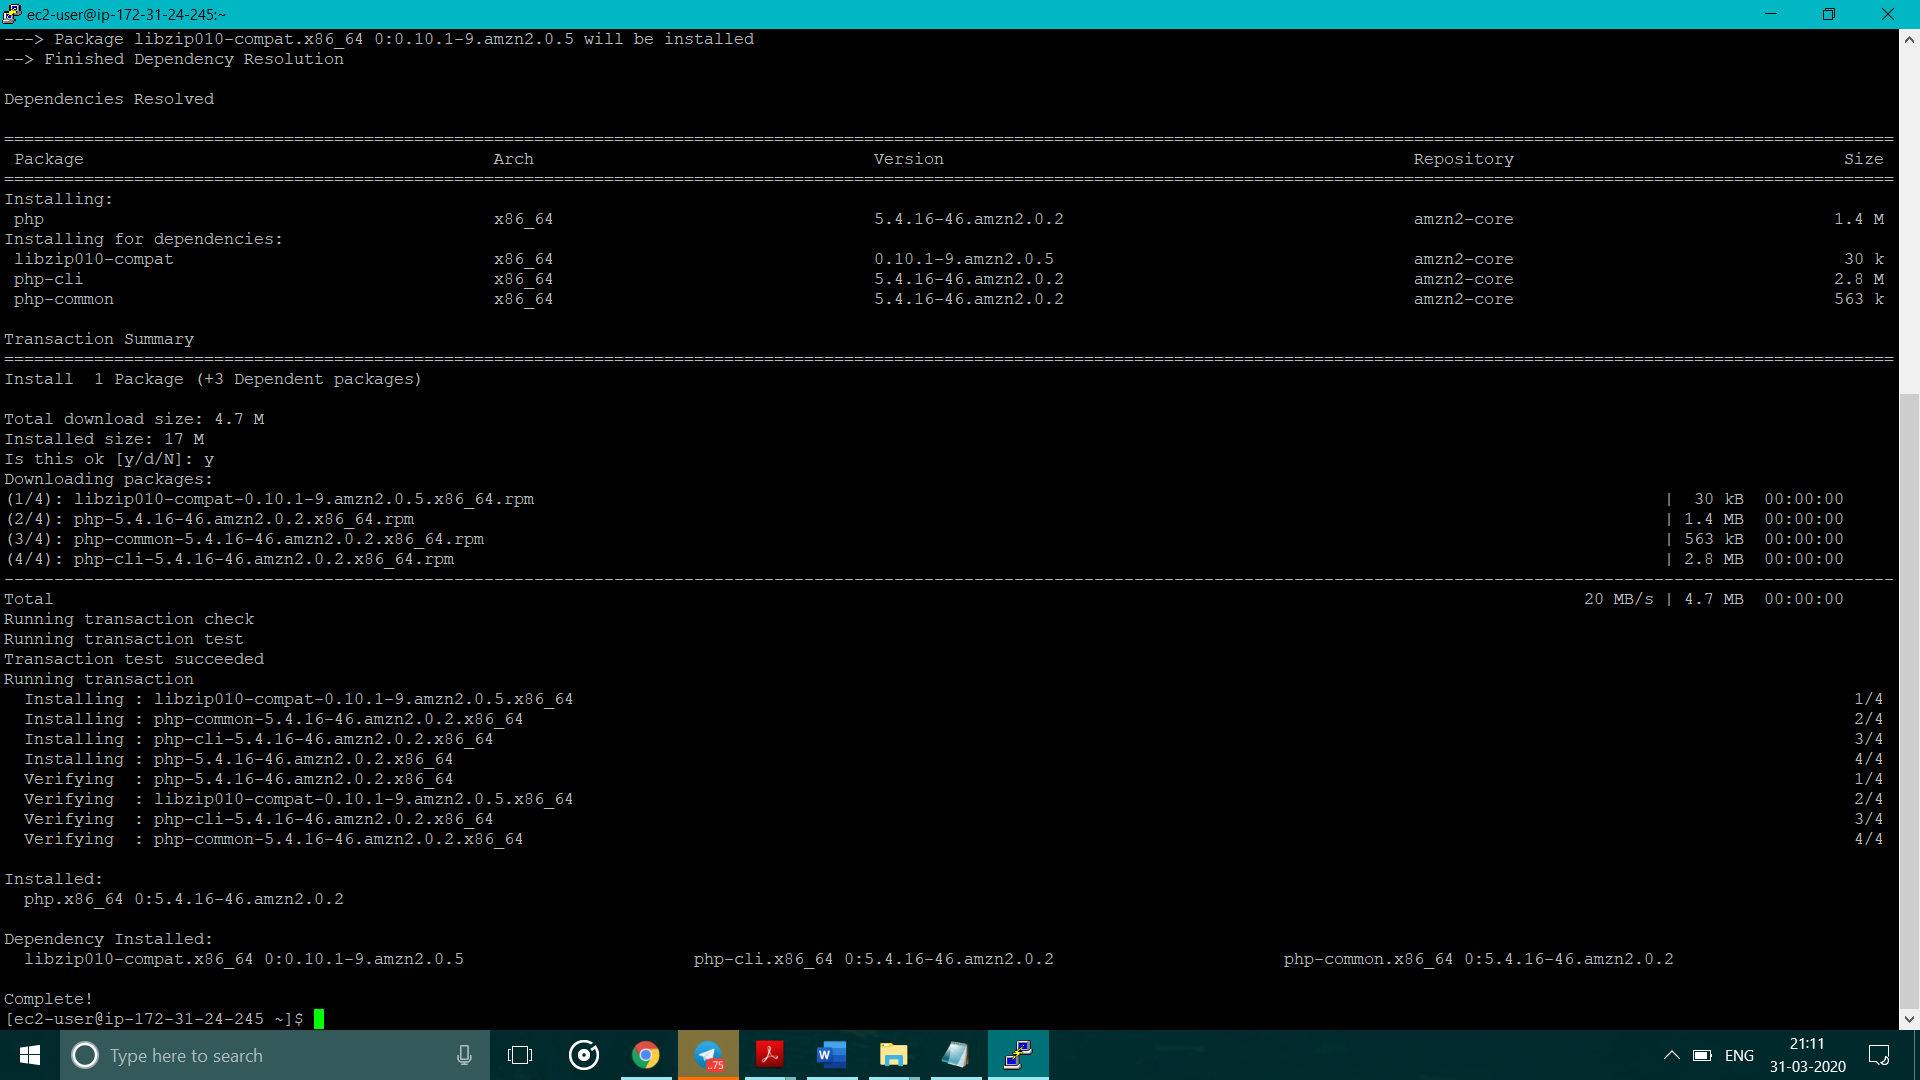 ec2-user@ip-172-31-24-245:~
---> Package libzip010-compat.x86_64 0:0.10.1-9.amzn2.0.5 will be installed
--> Finished Dependency Resolution
Dependencies Resolved
Package Arch Version Repository Size
Installing:
php x86_64 5.4.16-46.amzn2.0.2 amzn2-core 1.4 M
Installing for dependencies:
libzip010-compat x86_64 0.10.1-9.amzn2.0.5 amzn2-core 30 k
php-cli x86_64 5.4.16-46.amzn2.0.2 amzn2-core 2.8 M
php-common x86_64 5.4.16-46.amzn2.0.2 amzn2-core 563 k
Transaction Summary
Install 1 Package (+3 Dependent packages)
Total download size: 4.7 M
Installed size: 17 M
Is this ok [y/d/N]: y
Downloading packages:
(1/4): libzip010-compat-0.10.1-9.amzn2.0.5.x86_64.rpm | 30 kB 00:00:00
(2/4): php-5.4.16-46.amzn2.0.2.x86_64.rpm | 1.4 MB 00:00:00
(3/4): php-common-5.4.16-46.amzn2.0.2.x86_64.rpm | 563 kB 00:00:00
(4/4): php-cli-5.4.16-46.amzn2.0.2.x86_64.rpm | 2.8 MB 00:00:00
Total 20 MB/s | 4.7 MB 00:00:00
Running transaction check
Running transaction test
Transaction test succeeded
Running transaction
Installing : libzip010-compat-0.10.1-9.amzn2.0.5.x86_64 1/4
Installing : php-common-5.4.16-46.amzn2.0.2.x86_64 2/4
Installing : php-cli-5.4.16-46.amzn2.0.2.x86_64 3/4
Installing : php-5.4.16-46.amzn2.0.2.x86_64 4/4
Verifying : php-5.4.16-46.amzn2.0.2.x86_64 1/4
Verifying : libzip010-compat-0.10.1-9.amzn2.0.5.x86_64 2/4
Verifying : php-cli-5.4.16-46.amzn2.0.2.x86_64 3/4
Verifying : php-common-5.4.16-46.amzn2.0.2.x86_64 4/4
Installed:
php.x86_64 0:5.4.16-46.amzn2.0.2
Dependency Installed:
libzip010-compat.x86_64 0:0.10.1-9.amzn2.0.5 php-cli.x86_64 0:5.4.16-46.amzn2.0.2 php-common.x86_64 0:5.4.16-46.amzn2.0.2
Complete!
[ec2-user@ip-172-31-24-245 ~]$
Type here to search
..75
W
ENG
21:11
31-03-2020